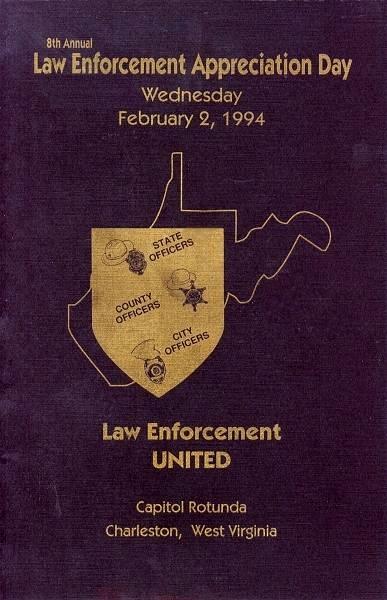 8th Annual
Law Enforcement Appreciation Day
Wednesday
February 2, 1994
STATE
OFFICERS
COUNTY
OFFICERS
CITY
OFFICERS
Law Enforcement
UNITED
Capitol Rotunda
Charleston, West Virginia